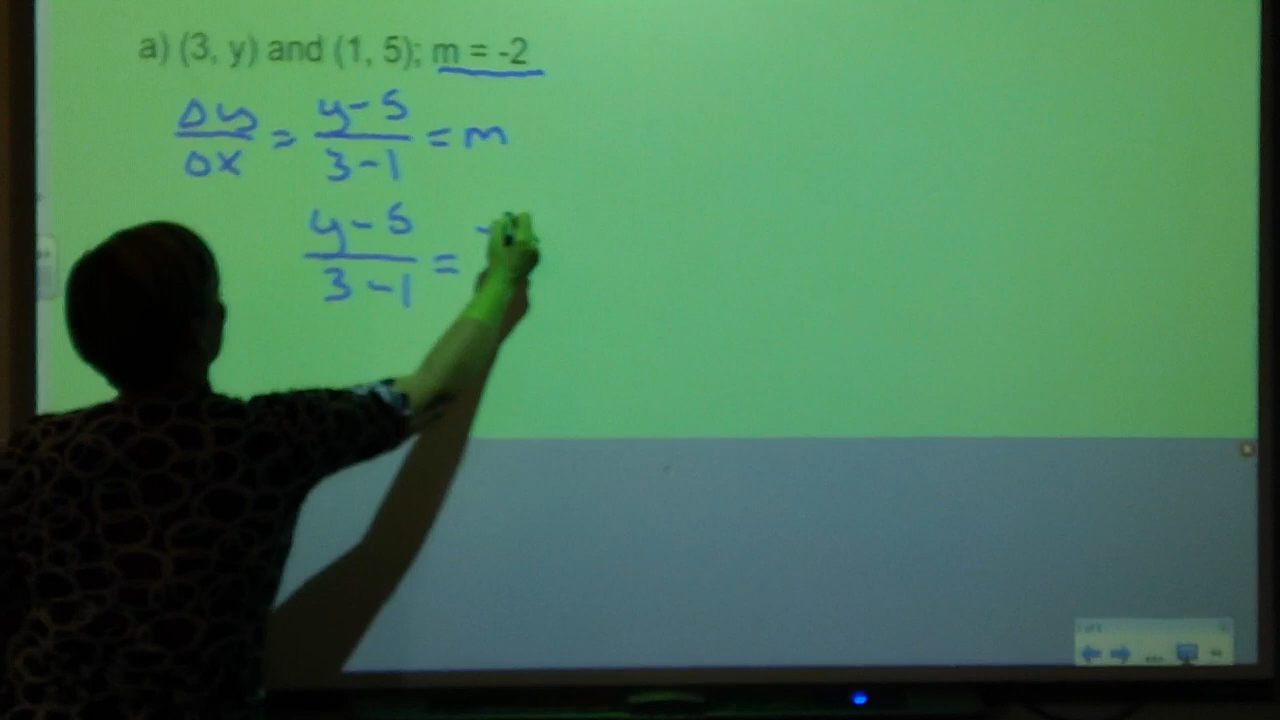 a) (3, y) and (1, 5); m = -2
Δy/Δx = y-5/3-1 = m
y-5/3-1 = -